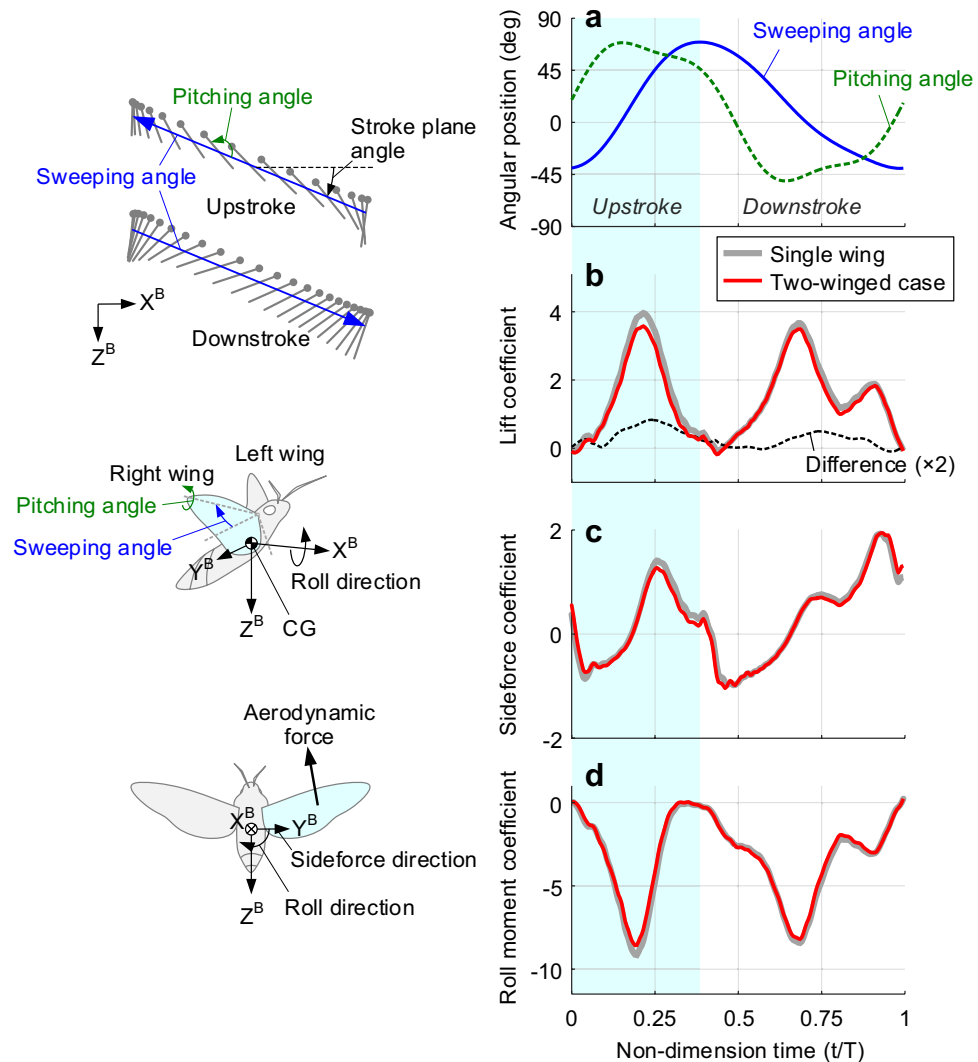 Pitching angle
Stroke plane
angle
Sweeping angle
Upstroke
X^B
Z^B
Downstroke
Left wing
Right wing
Pitching angle
Sweeping angle
X^B
Y^B
Roll direction
Z^B
CG
Aerodynamic
force
X^B
Y^B
Sideforce direction
Z^B
Roll direction
a
Angular position (deg)
90
45
0
-45
-90
Sweeping angle
Pitching angle
Upstroke
Downstroke
Single wing
Two-winged case
b
Lift coefficient
4
2
0
Difference (×2)
c
Sideforce coefficient
2
0
-2
d
Roll moment coefficient
0
-5
-10
0
0.25
0.5
0.75
1
Non-dimension time (t/T)